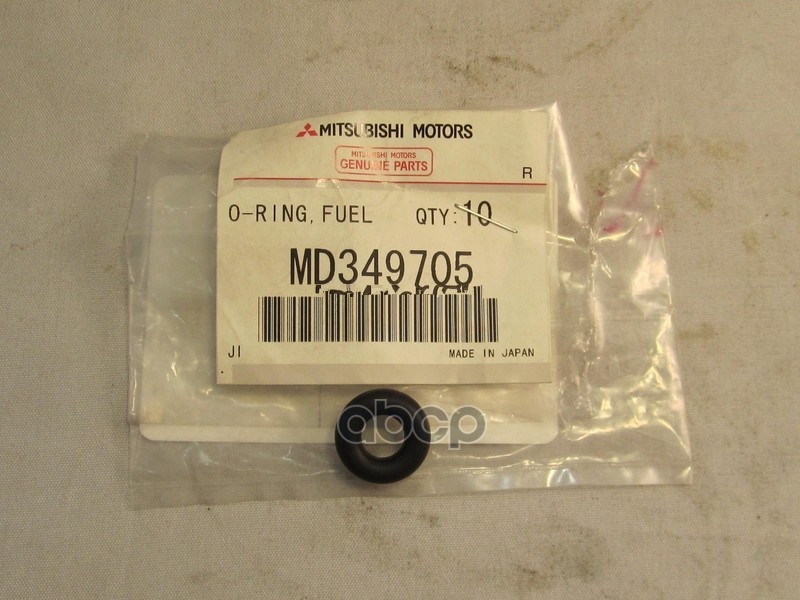 MITSUBISHI MOTORS
MITSUBISHI MOTORS
GENUINE PARTS
R
O-RING, FUEL QTY: 10
MD349705
JI MADE IN JAPAN
abcp